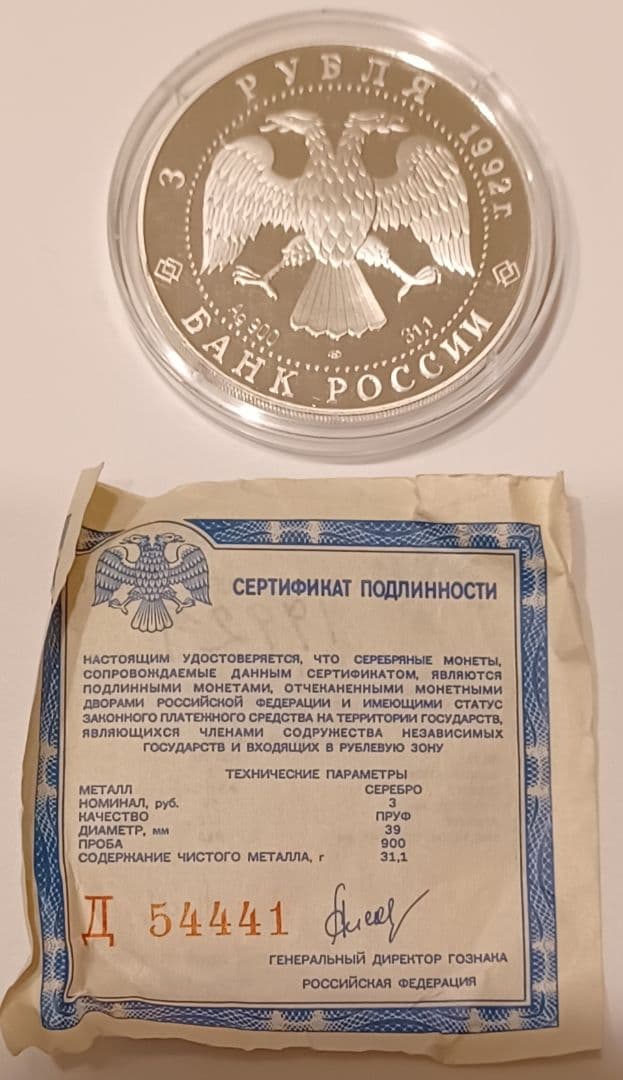 3 РУБЛЯ 1992 г.
Ag 900
31,1
БАНК РОССИИ
СЕРТИФИКАТ ПОДЛИННОСТИ
НАСТОЯЩИМ УДОСТОВЕРЯЕТСЯ, ЧТО СЕРЕБРЯНЫЕ МОНЕТЫ,
СОПРОВОЖДАЕМЫЕ ДАННЫМ СЕРТИФИКАТОМ, ЯВЛЯЮТСЯ
ПОДЛИННЫМИ МОНЕТАМИ, ОТЧЕКАНЕННЫМИ МОНЕТНЫМИ
ДВОРАМИ РОССИЙСКОЙ ФЕДЕРАЦИИ И ИМЕЮЩИМИ СТАТУС
ЗАКОННОГО ПЛАТЕЖНОГО СРЕДСТВА НА ТЕРРИТОРИИ ГОСУДАРСТВ,
ЯВЛЯЮЩИХСЯ ЧЛЕНАМИ СОДРУЖЕСТВА НЕЗАВИСИМЫХ
ГОСУДАРСТВ И ВХОДЯЩИХ В РУБЛЕВУЮ ЗОНУ
ТЕХНИЧЕСКИЕ ПАРАМЕТРЫ
МЕТАЛЛ СЕРЕБРО
НОМИНАЛ, руб. 3
КАЧЕСТВО ПРУФ
ДИАМЕТР, мм 39
ПРОБА 900
СОДЕРЖАНИЕ ЧИСТОГО МЕТАЛЛА, г 31,1
Д 54441
ГЕНЕРАЛЬНЫЙ ДИРЕКТОР ГОЗНАКА
РОССИЙСКАЯ ФЕДЕРАЦИЯ